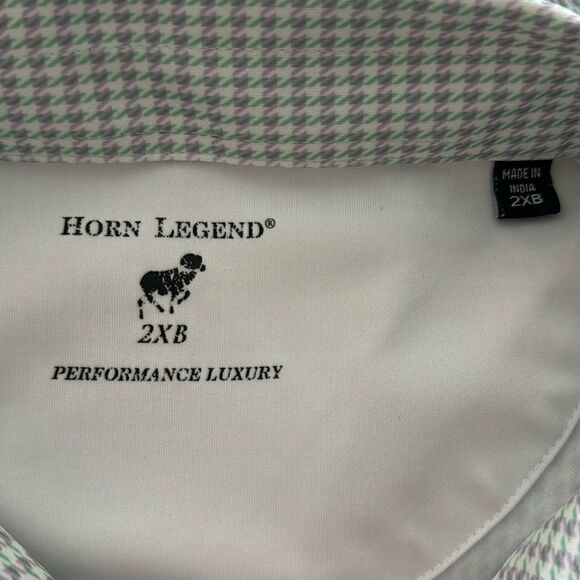 MADE IN
INDIA
2XB
HORN LEGEND®
2XB
PERFORMANCE LUXURY